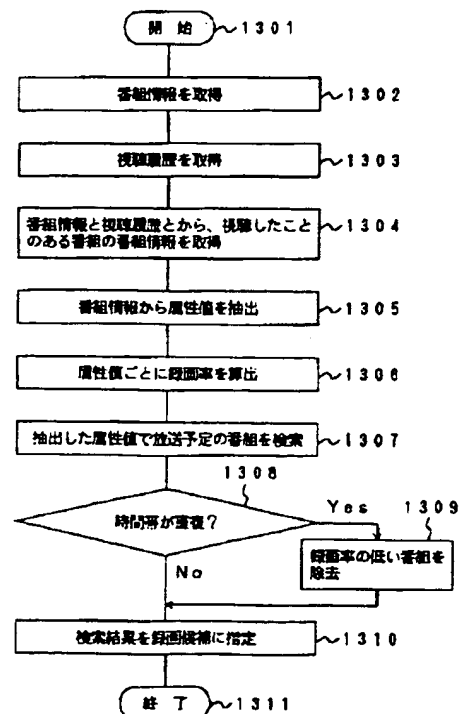 開 始 ~1301
番組情報を取得 ~1302
視聴履歴を取得 ~1303
番組情報と視聴履歴とから、視聴したこと
のある番組の番組情報を取得 ~1304
番組情報から属性値を抽出 ~1305
属性値ごとに録画率を算出 ~1306
抽出した属性値で放送予定の番組を検索 ~1307
1308
時間帯が重複?
Yes 1309
録画率の低い番組を
除去
No
検索結果を録画候補に指定 ~1310
終 了 ~1311